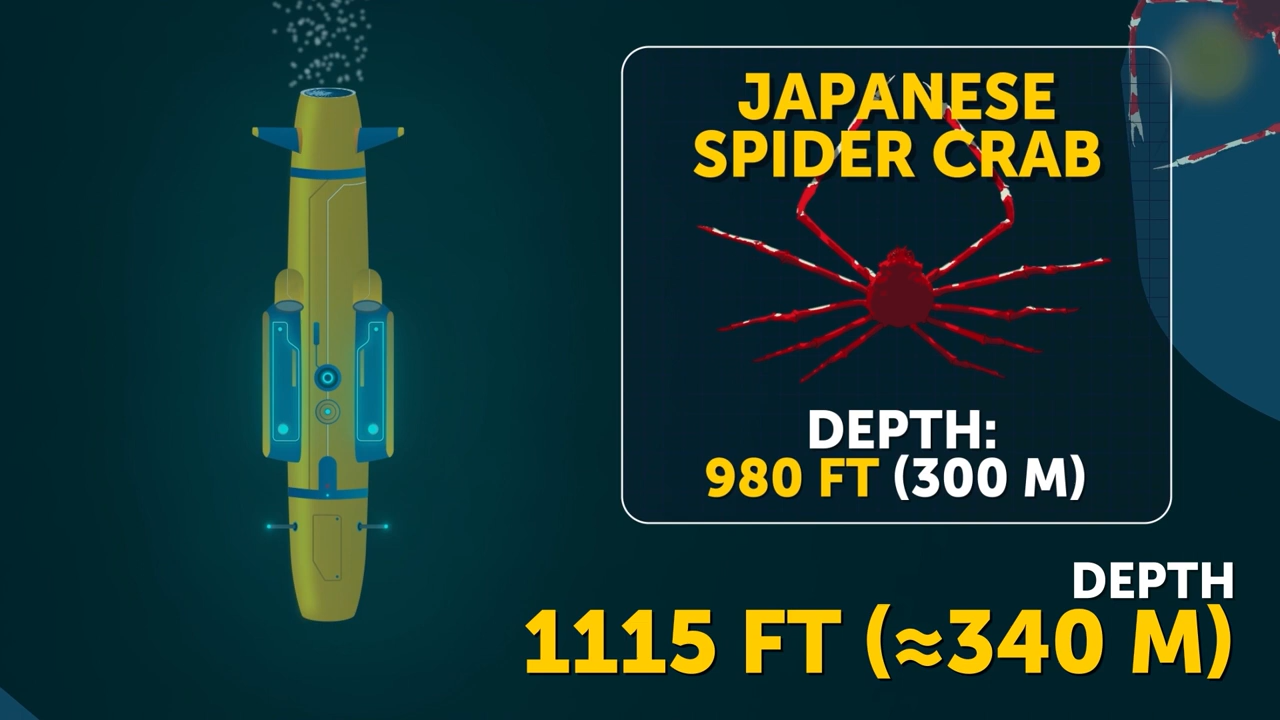 JAPANESE
SPIDER CRAB
DEPTH:
980 FT (300 M)
DEPTH
1115 FT (≈340 M)